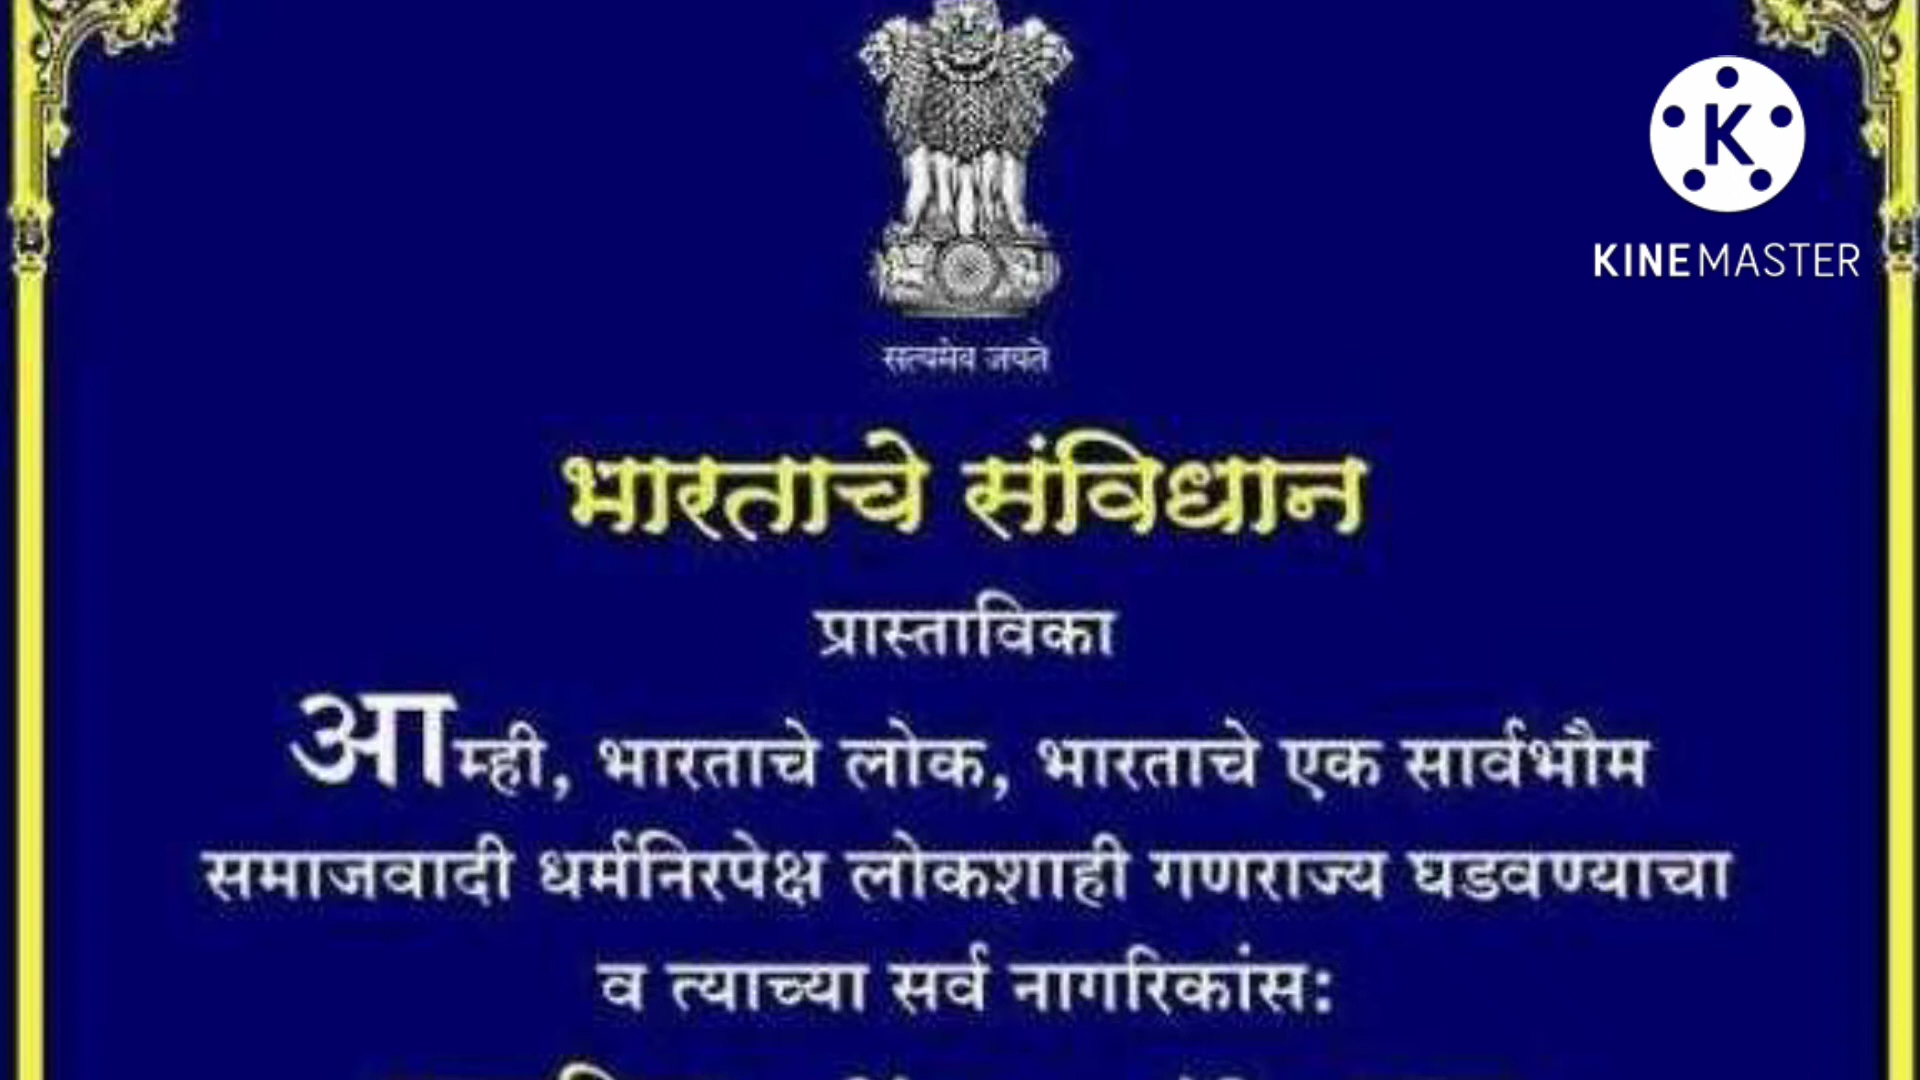 K
KINEMASTER
सत्यमेव जयते
भारताचे संविधान
प्रास्ताविका
आम्ही, भारताचे लोक, भारताचे एक सार्वभौम
समाजवादी धर्मनिरपेक्ष लोकशाही गणराज्य घडवण्याचा
व त्याच्या सर्व नागरिकांस: